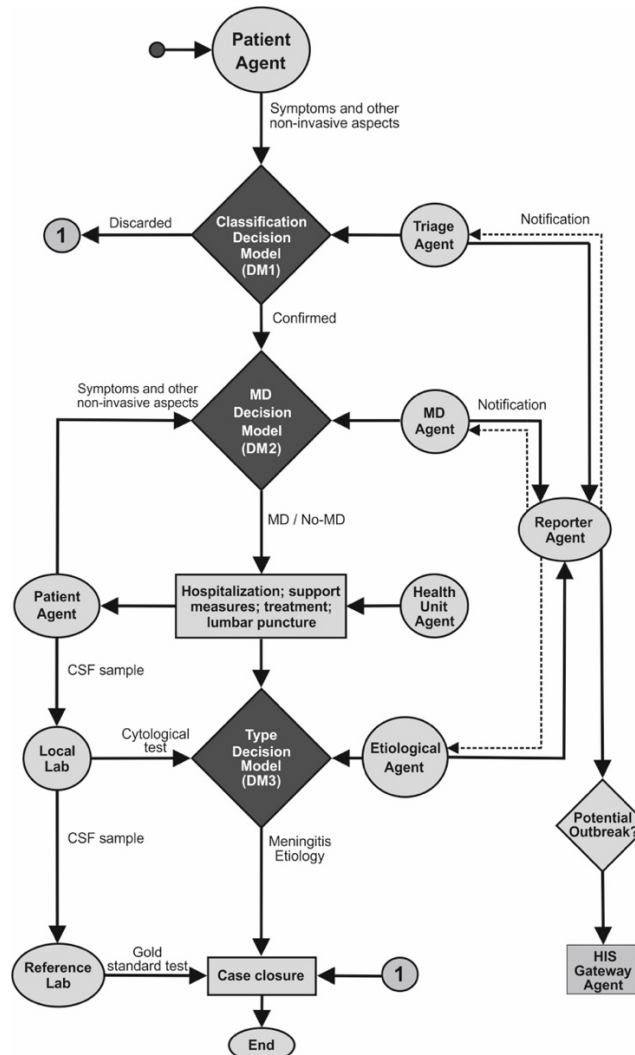 Patient
Agent
Symptoms and other
non-invasive aspects
1
Discarded
Classification
Decision
Model
(DM1)
Triage
Agent
Notification
Confirmed
Symptoms and other
non-invasive aspects
MD
Decision
Model
(DM2)
MD
Agent
Notification
MD / No-MD
Reporter
Agent
Patient
Agent
Hospitalization; support
measures; treatment;
lumbar puncture
Health
Unit
Agent
CSF sample
Local
Lab
Cytological
test
Type
Decision
Model
(DM3)
Etiological
Agent
Potential
Outbreak?
CSF sample
Meningitis
Etiology
Reference
Lab
Gold
standard test
Case closure
1
HIS
Gateway
Agent
End